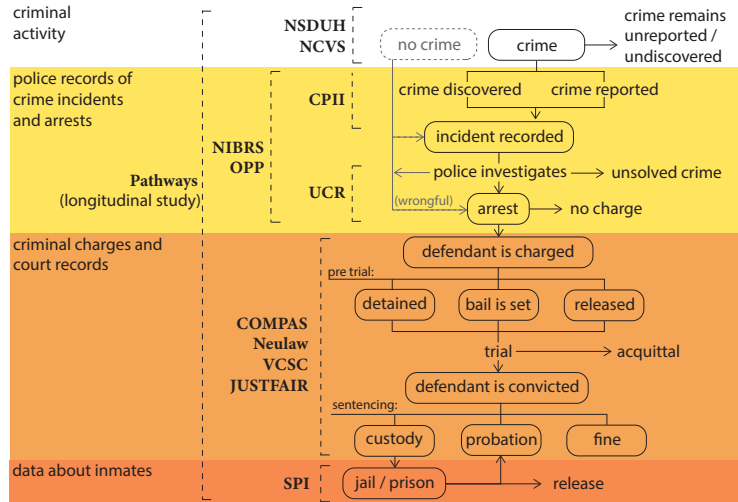 criminal
activity
NSDUH
NCVS
no crime
crime
crime remains
unreported /
undiscovered
police records of
crime incidents
and arrests
CPII
crime discovered
crime reported
incident recorded
NIBRS
OPP
police investigates
unsolved crime
Pathways
(longitudinal study)
UCR
(wrongful)
arrest
no charge
criminal charges and
court records
defendant is charged
pre trial:
detained
bail is set
released
COMPAS
Neulaw
VCSC
JUSTFAIR
trial
acquittal
defendant is convicted
sentencing:
custody
probation
fine
data about inmates
SPI
jail / prison
release